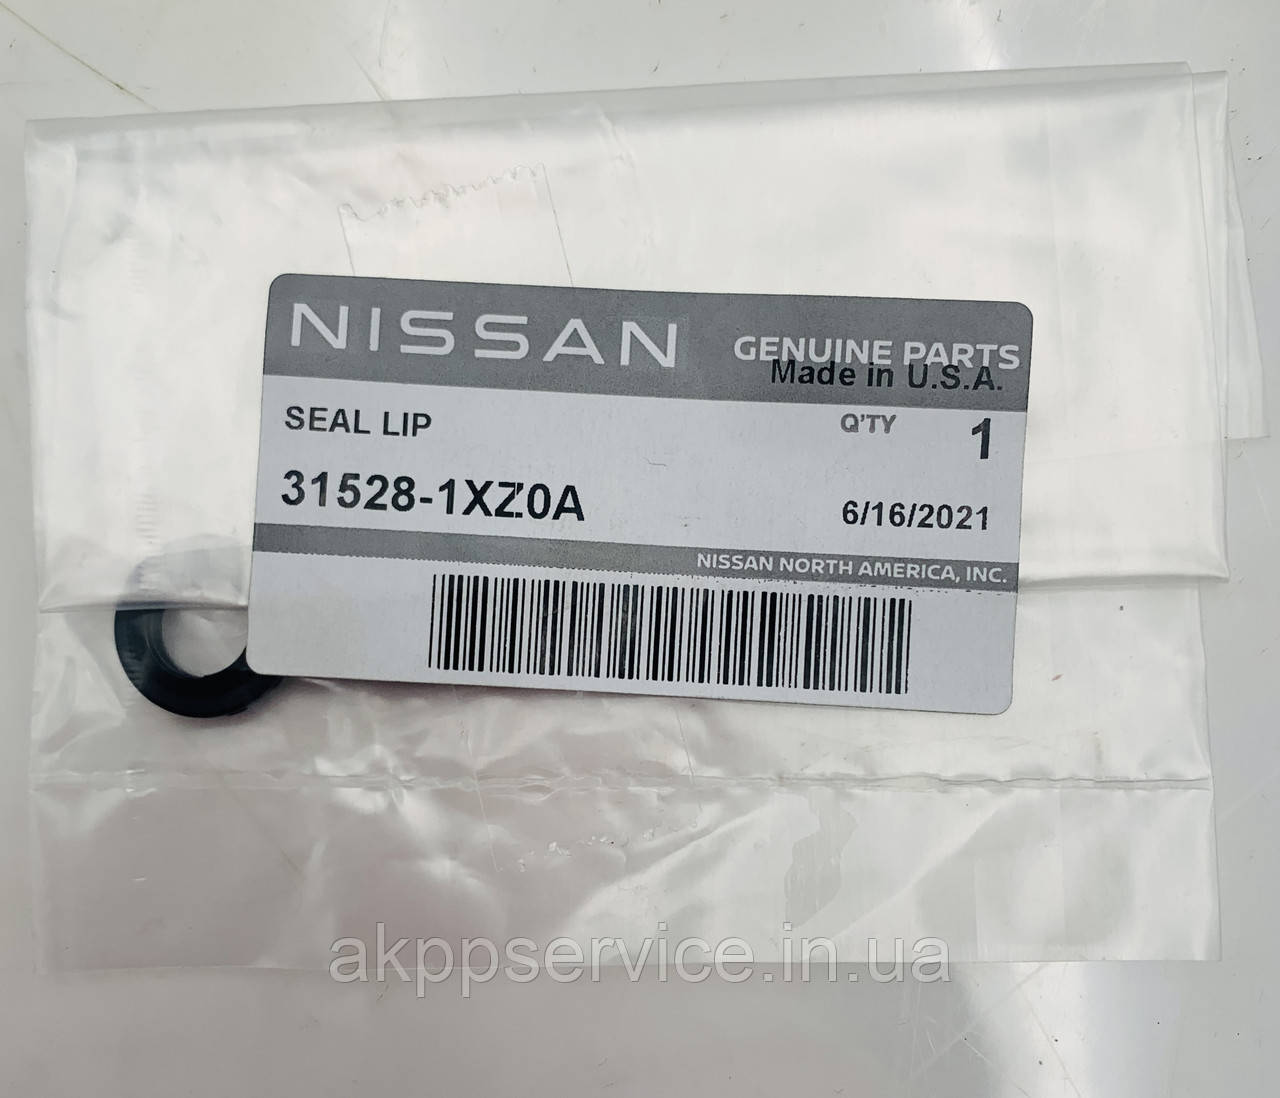 NISSAN GENUINE PARTS
Made in U.S.A.
SEAL LIP Q'TY 1
31528-1XZ0A 6/16/2021
NISSAN NORTH AMERICA, INC.
akppservice.in.ua